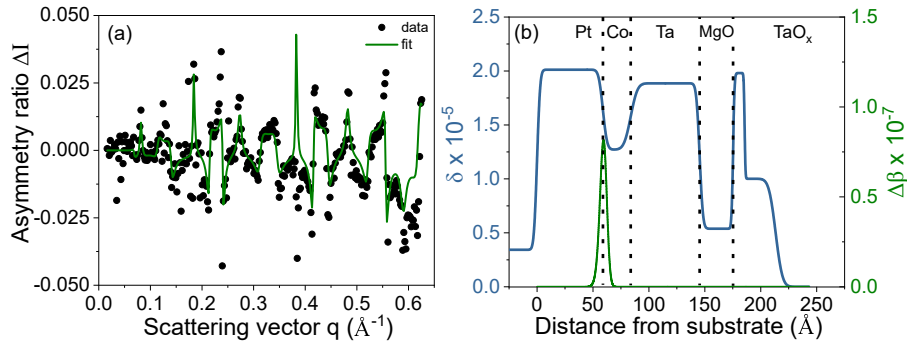 (a)
data
fit
0.050
0.025
0.000
-0.025
-0.050
Asymmetry ratio ΔI
0.0 0.1 0.2 0.3 0.4 0.5 0.6
Scattering vector q (Å⁻¹)
(b)
Pt Co Ta MgO TaOₓ
2.5
2.0
1.5
1.0
0.5
0.0
δ x 10⁻⁵
1.5
1.0
0.5
0.0
Δβ x 10⁻⁷
0 50 100 150 200 250
Distance from substrate (Å)